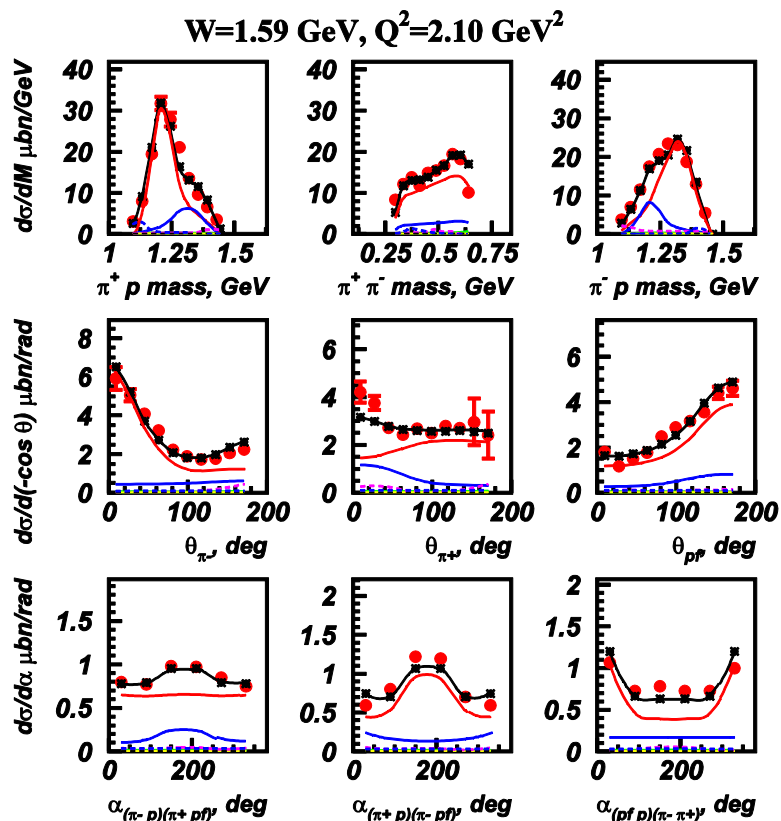 W=1.59 GeV, Q²=2.10 GeV²
dσ/dM μbn/GeV
40
30
20
10
0
1 1.25 1.5
π⁺ p mass, GeV
40
30
20
10
0
0.25 0.5 0.75
π⁺ π⁻ mass, GeV
40
30
20
10
0
1 1.25 1.5
π⁻ p mass, GeV
dσ/d(-cos θ) μbn/rad
8
6
4
2
0
0 100 200
θπ-, deg
6
4
2
0
0 100 200
θπ+, deg
6
4
2
0
0 100 200
θpf, deg
dσ/dα μbn/rad
1.5
1
0.5
0
0 200
α(π- p)(π+ pf), deg
2
1.5
1
0.5
0
0 200
α(π+ p)(π- pf), deg
2
1.5
1
0.5
0
0 200
α(pf p)(π- π+), deg